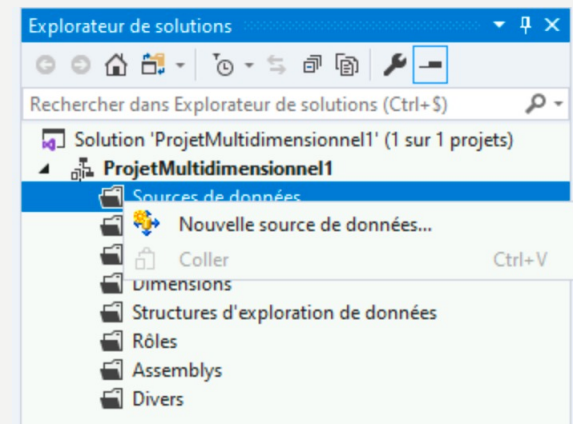 Explorateur de solutions
Rechercher dans Explorateur de solutions (Ctrl+$)
Solution 'ProjetMultidimensionnel1' (1 sur 1 projets)
ProjetMultidimensionnel1
Sources de données
Nouvelle source de données...
Coller Ctrl+V
Dimensions
Structures d'exploration de données
Rôles
Assemblys
Divers